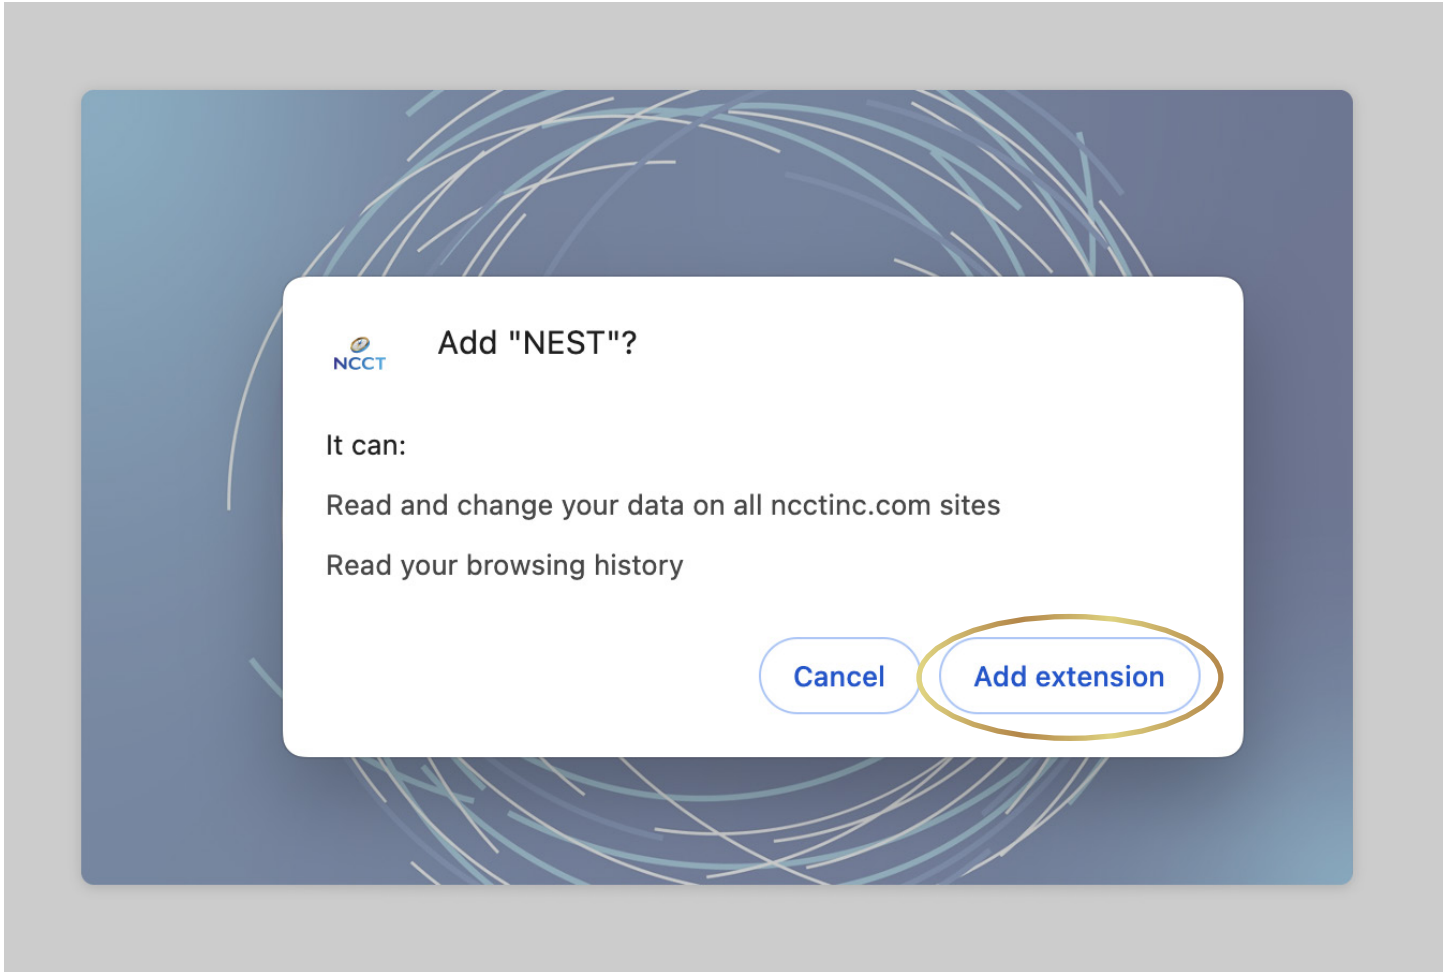 NCCT
Add "NEST"?
It can:
Read and change your data on all ncctinc.com sites
Read your browsing history
Cancel
Add extension